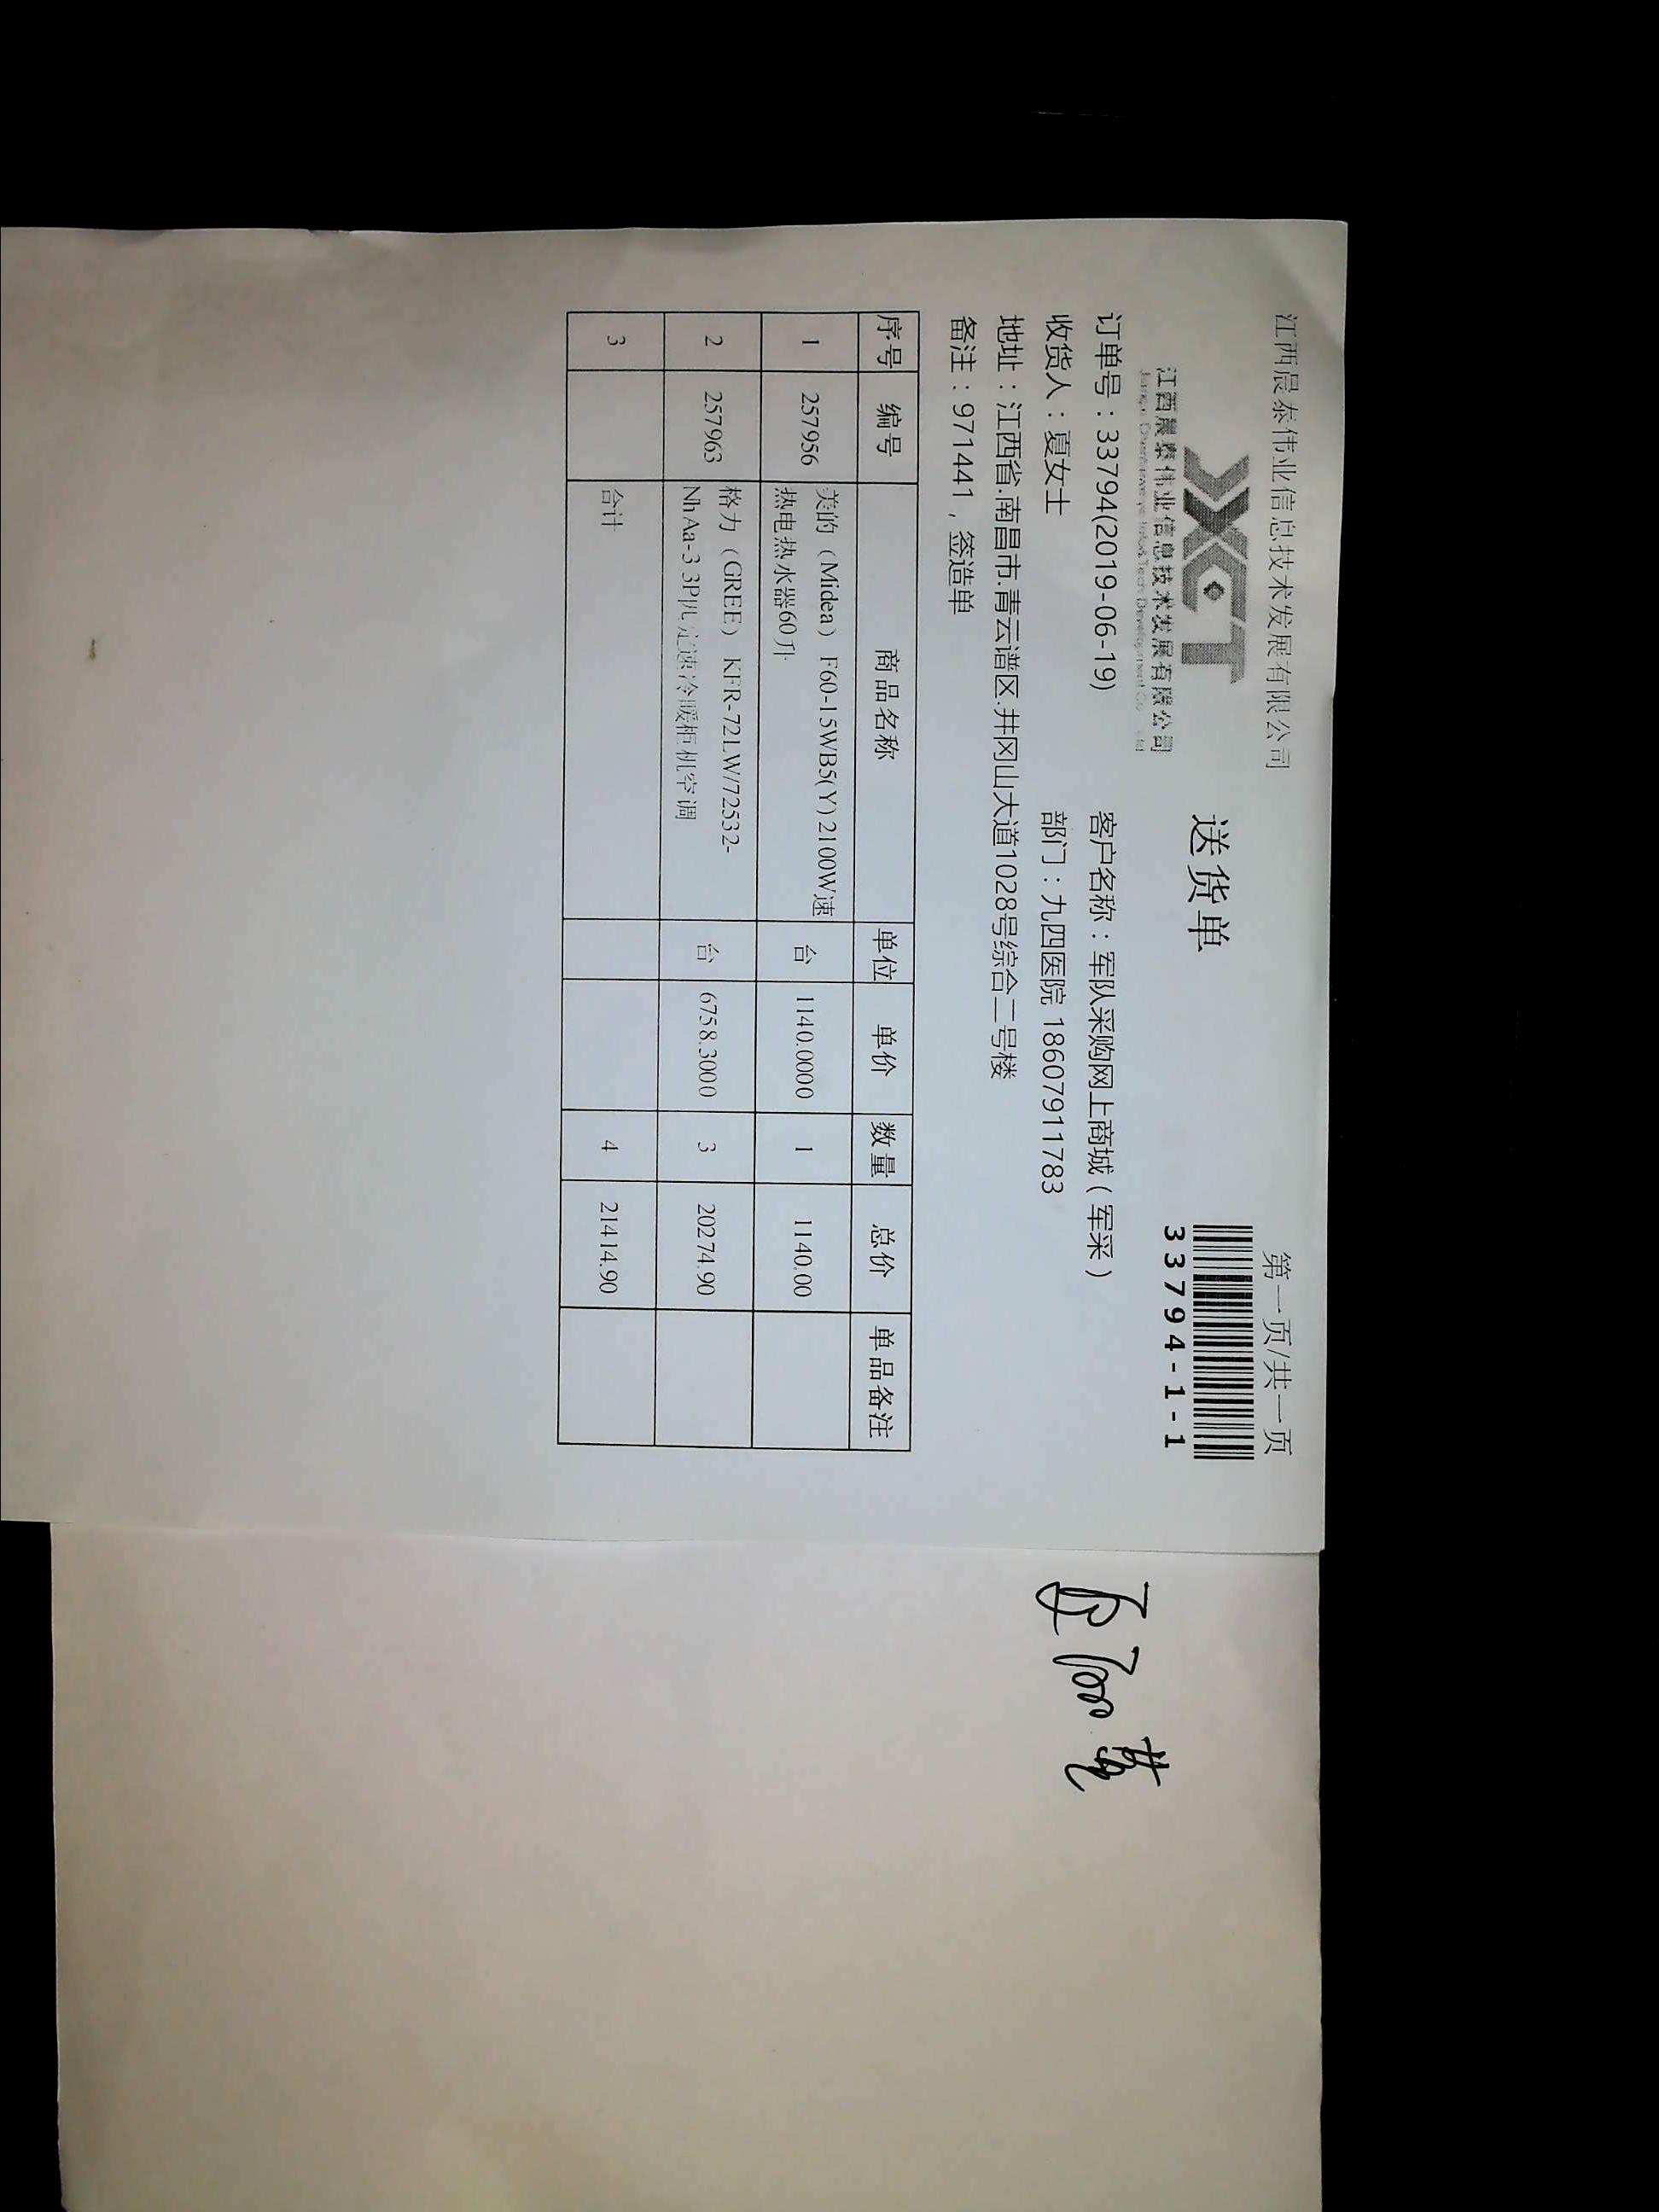 江西晨泰伟业信息技术发展有限公司
第一页/共一页
江西晨泰伟业信息技术发展有限公司
送货单
33794-1-1
订单号：33794(2019-06-19)
客户名称：军队采购网上商城（军采）
收货人：夏女士
部门：九四医院 18607911783
地址：江西省.南昌市.青云谱区.井冈山大道1028号综合二号楼
备注：971441，签造单
序号 编号 商品名称 单位 单价 数量 总价 单品备注
1 257956 美的（Midea）F60-15WB5(Y) 2100W速 台 1140.0000 1 1140.00
热电热水器60升
2 257963 格力（GREE）KFR-72LW/72532- 台 6758.3000 3 20274.90
NhAa-3 3P 定速冷暖柜机空调
3 合计 4 21414.90